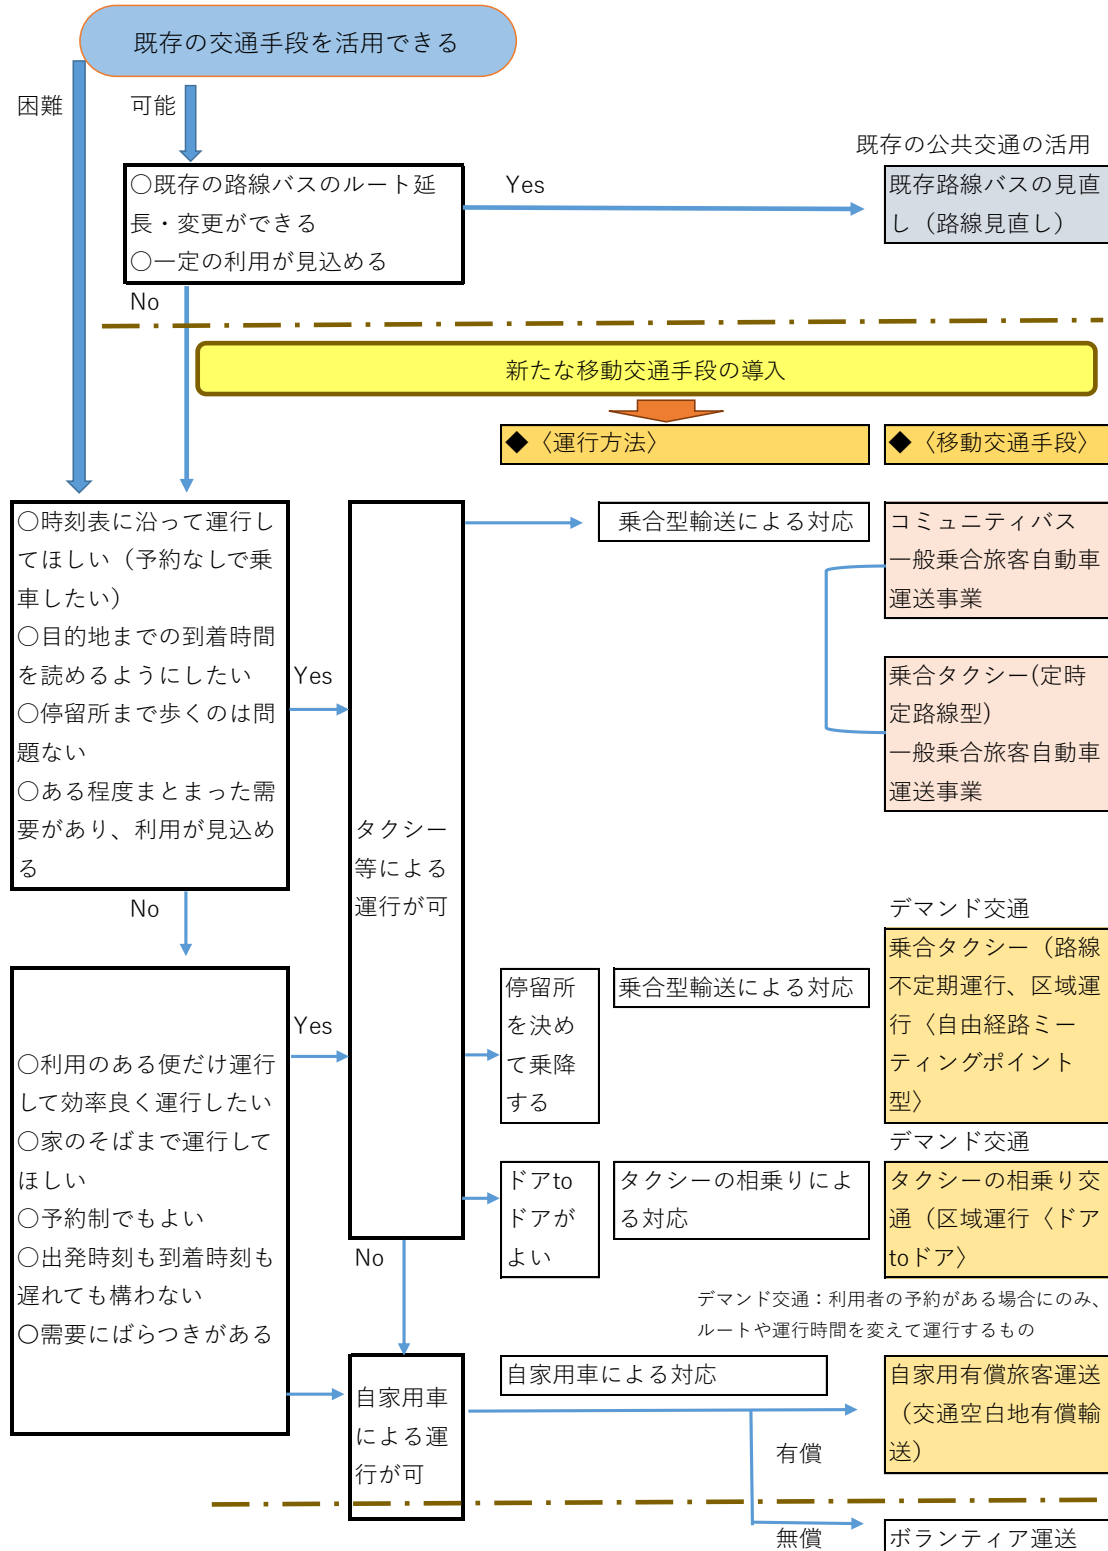 既存の交通手段を活用できる
困難
可能
既存の公共交通の活用
○既存の路線バスのルート延
長・変更ができる
○一定の利用が見込める
Yes
既存路線バスの見直
し（路線見直し）
No
新たな移動交通手段の導入
◆〈運行方法〉
◆〈移動交通手段〉
○時刻表に沿って運行し
てほしい（予約なしで乗
車したい）
○目的地までの到着時間
を読めるようにしたい
○停留所まで歩くのは問
題ない
○ある程度まとまった需
要があり、利用が見込め
る
Yes
タクシー
等による
運行が可
乗合型輸送による対応
コミュニティバス
一般乗合旅客自動車
運送事業
乗合タクシー(定時
定路線型)
一般乗合旅客自動車
運送事業
No
○利用のある便だけ運行
して効率良く運行したい
○家のそばまで運行して
ほしい
○予約制でもよい
○出発時刻も到着時刻も
遅れても構わない
〇需要にばらつきがある
Yes
停留所
を決め
て乗降
する
乗合型輸送による対応
デマンド交通
乗合タクシー（路線
不定期運行、区域運
行〈自由経路ミー
ティングポイント
型〉
ドアto
ドアが
よい
タクシーの相乗りによ
る対応
デマンド交通
タクシーの相乗り交
通（区域運行〈ドア
toドア〉
No
デマンド交通：利用者の予約がある場合にのみ、
ルートや運行時間を変えて運行するもの
自家用車
による運
行が可
自家用車による対応
有償
自家用有償旅客運送
（交通空白地有償輸
送）
無償
ボランティア運送